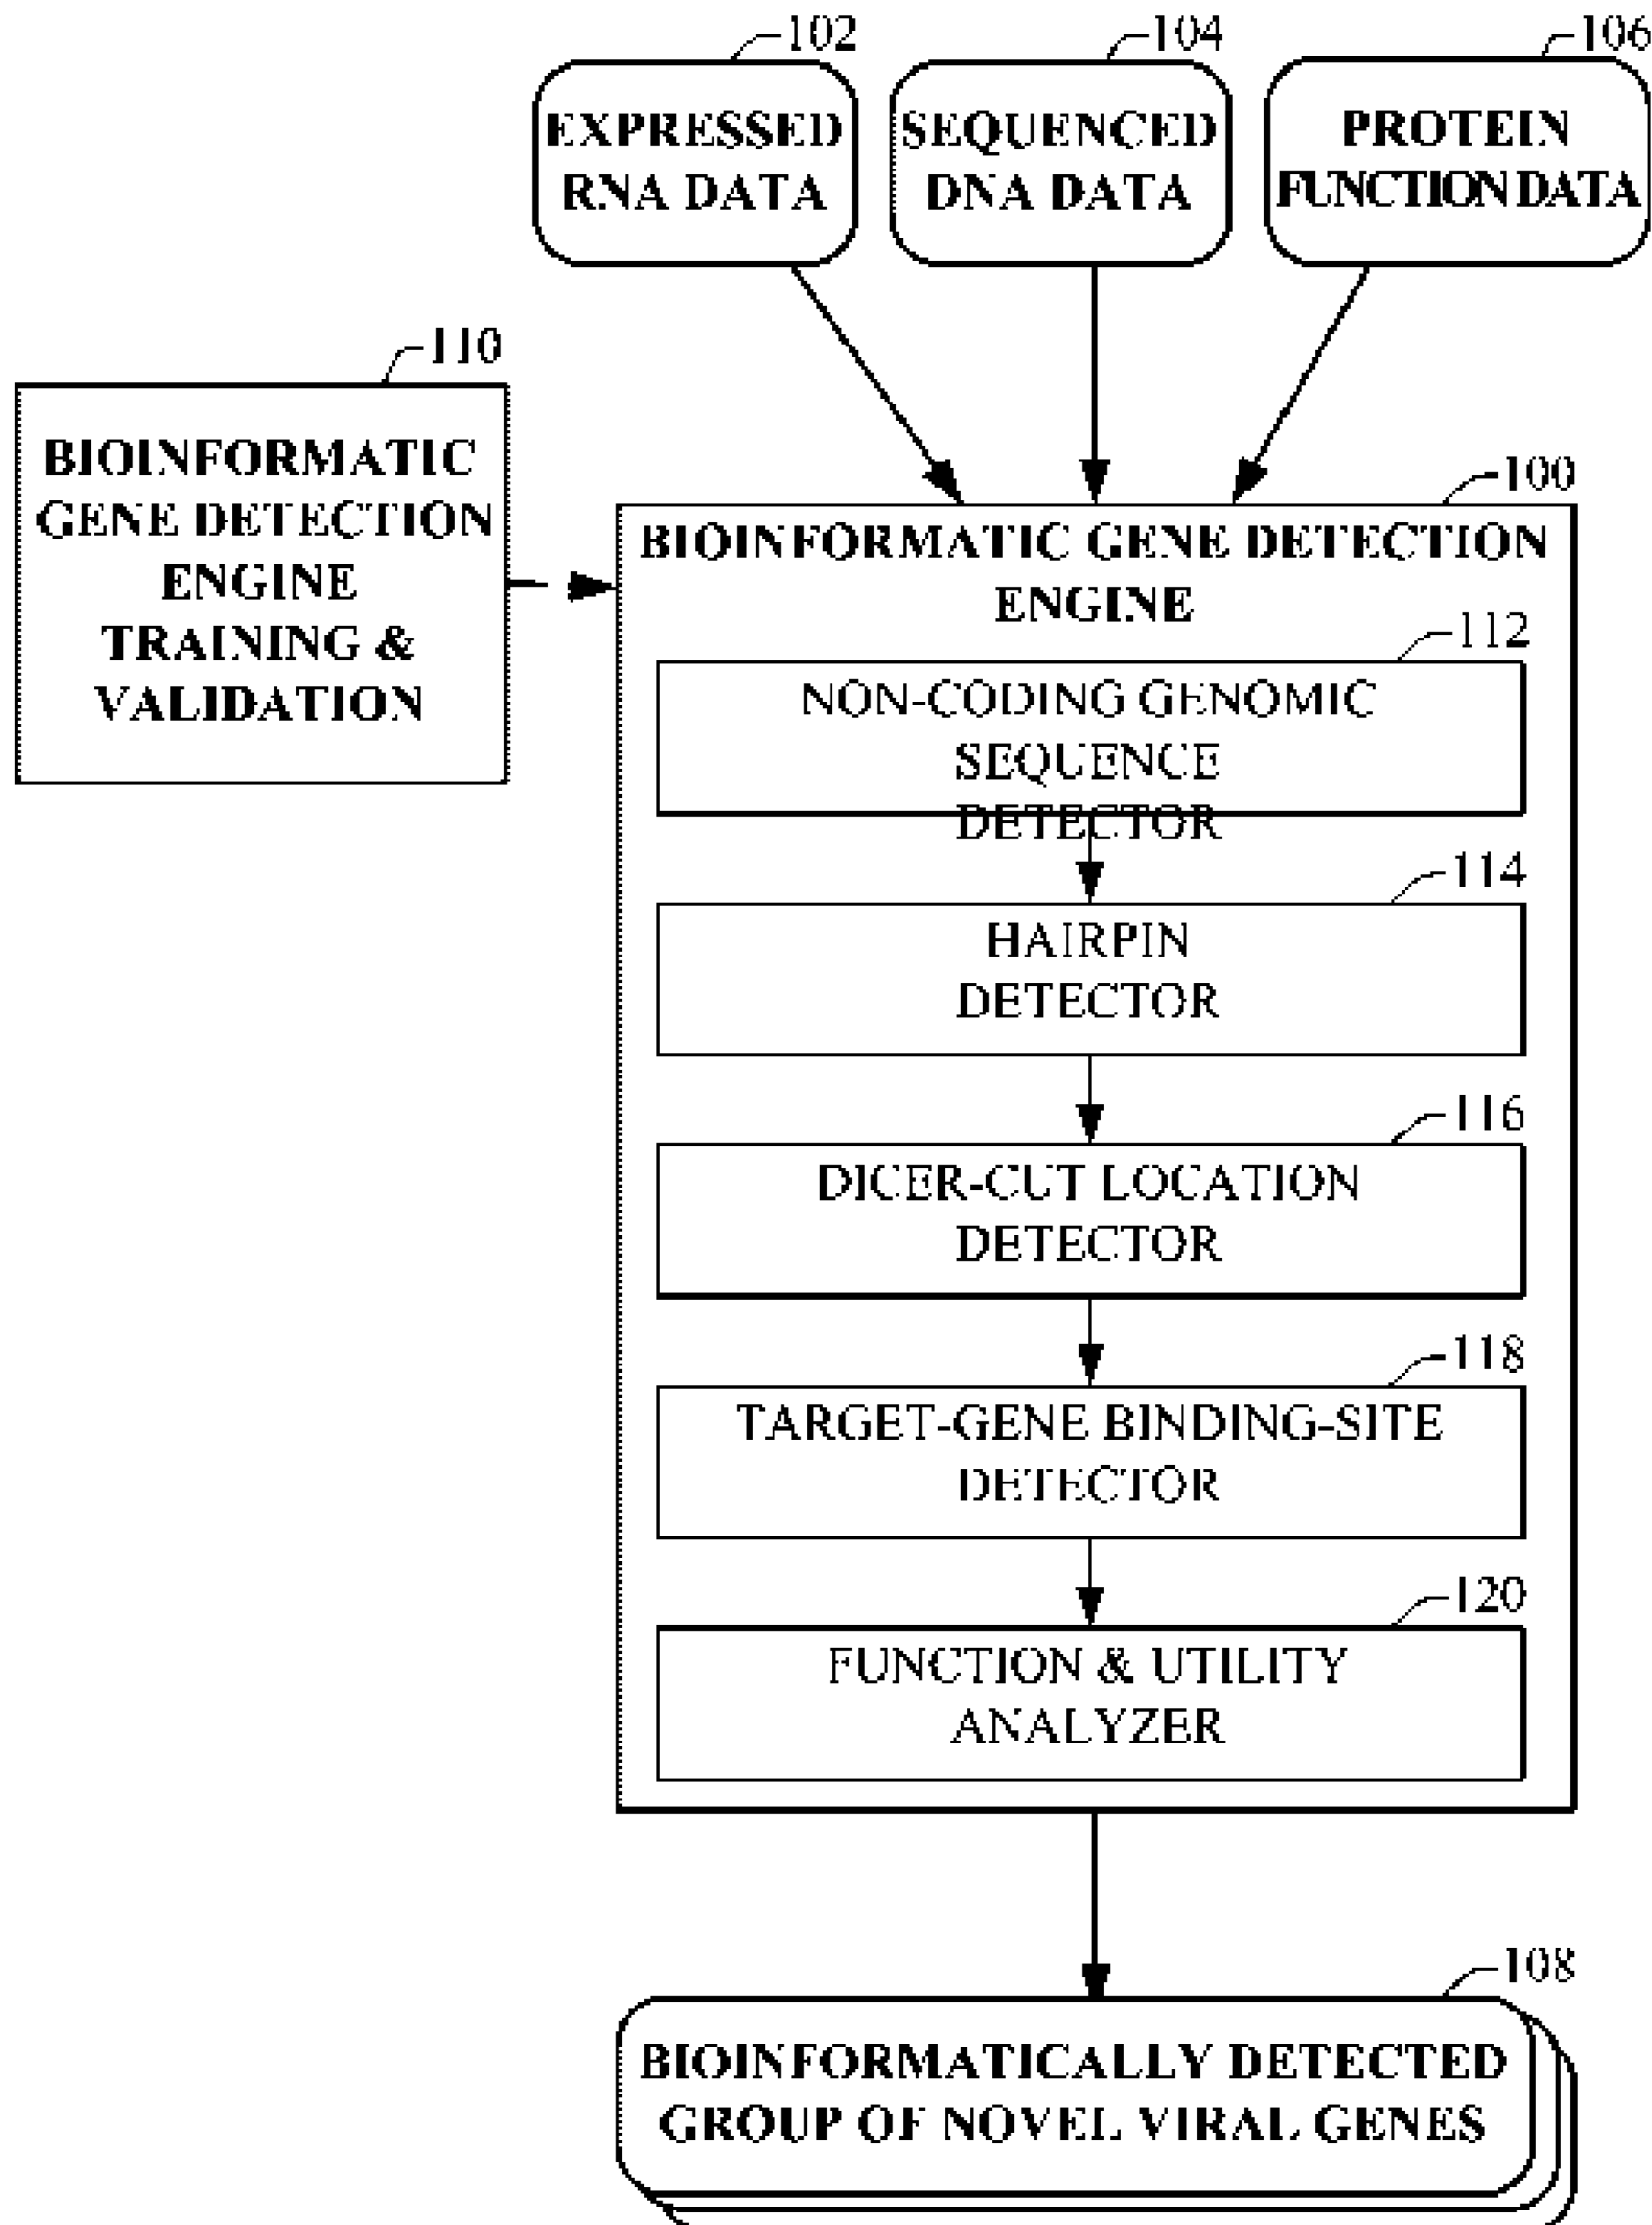 102
104
106
EXPRESSED
RNA DATA
SEQUENCED
DNA DATA
PROTEIN
FUNCTION DATA
110
BIOINFORMATIC
GENE DETECTION
ENGINE
TRAINING &
VALIDATION
100
BIOINFORMATIC GENE DETECTION
ENGINE
112
NON-CODING GENOMIC
SEQUENCE
DETECTOR
114
HAIRPIN
DETECTOR
116
DICER-CUT LOCATION
DETECTOR
118
TARGET-GENE BINDING-SITE
DETECTOR
120
FUNCTION & UTILITY
ANALYZER
108
BIOINFORMATICALLY DETECTED
GROUP OF NOVEL VIRAL GENES